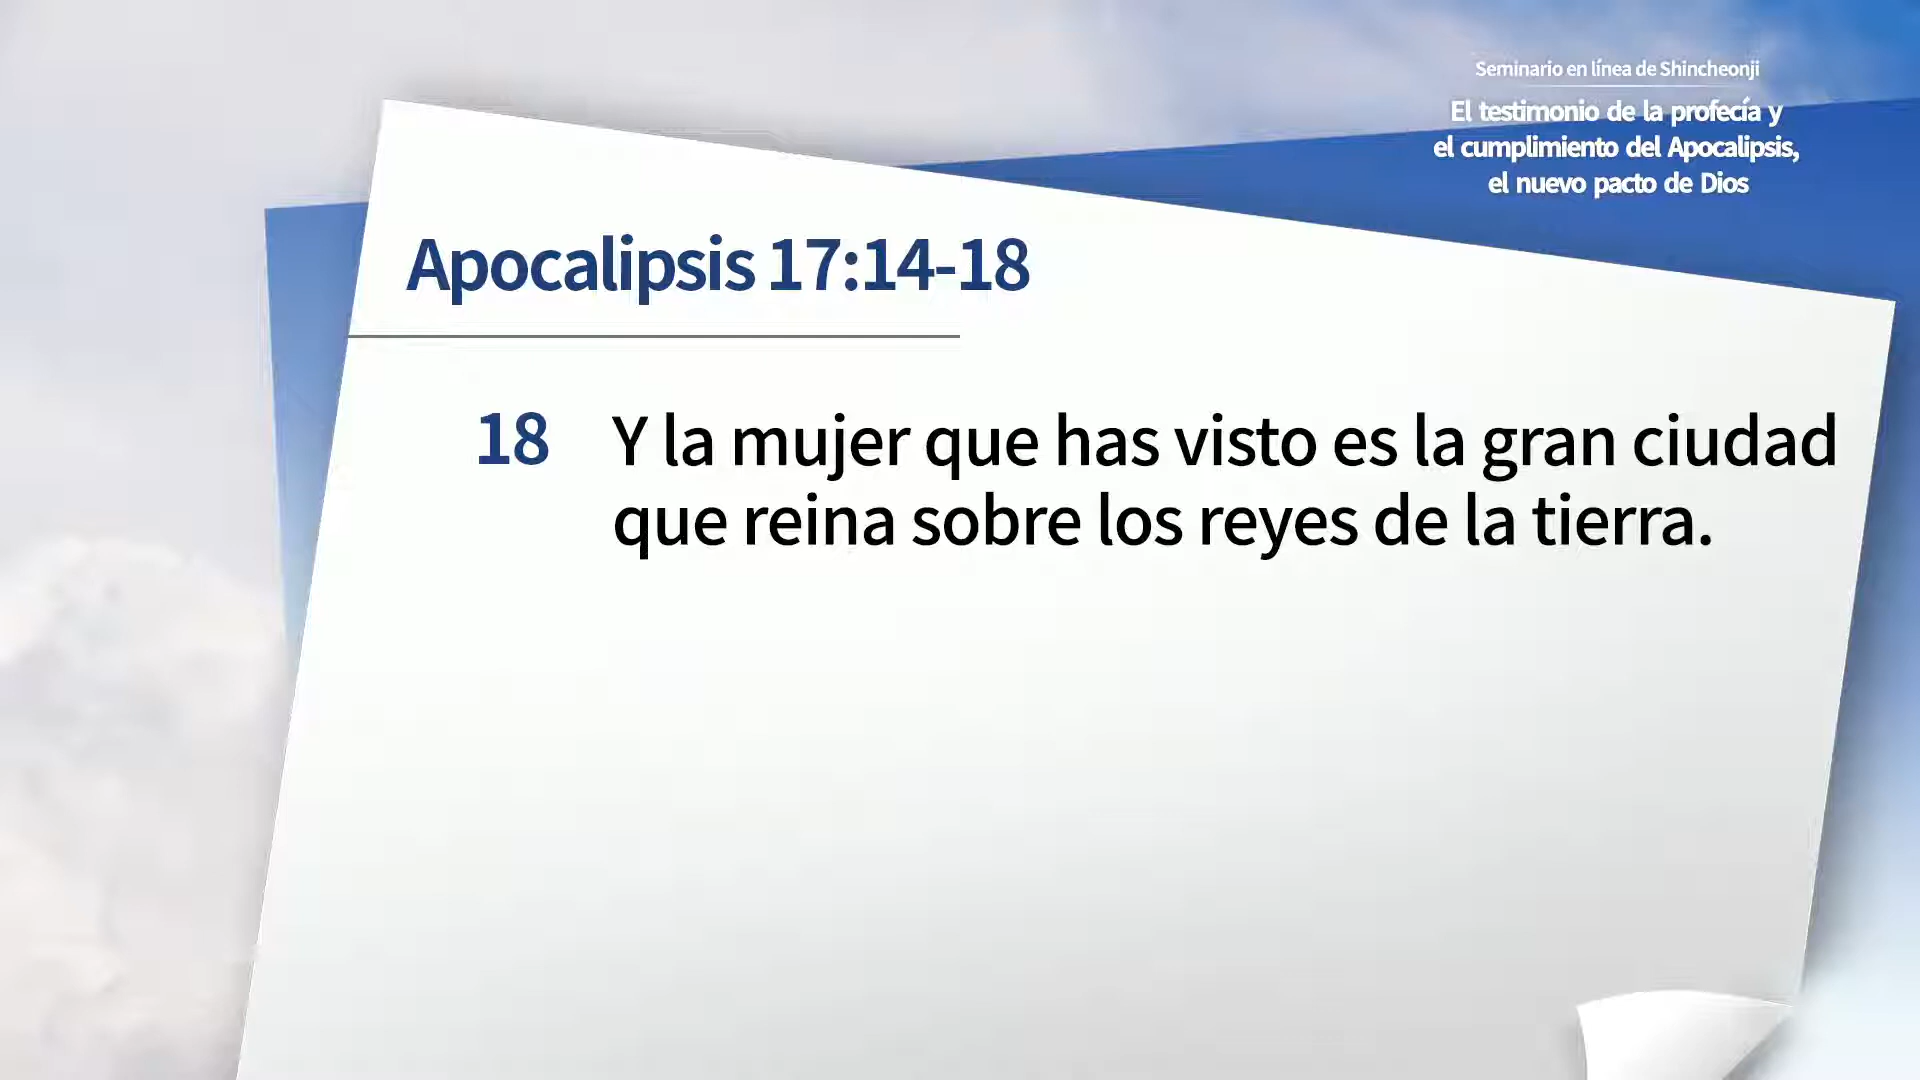 Seminario en línea de Shincheonji
El testimonio de la profecía y
el cumplimiento del Apocalipsis,
el nuevo pacto de Dios
Apocalipsis 17:14-18
18 Y la mujer que has visto es la gran ciudad
que reina sobre los reyes de la tierra.